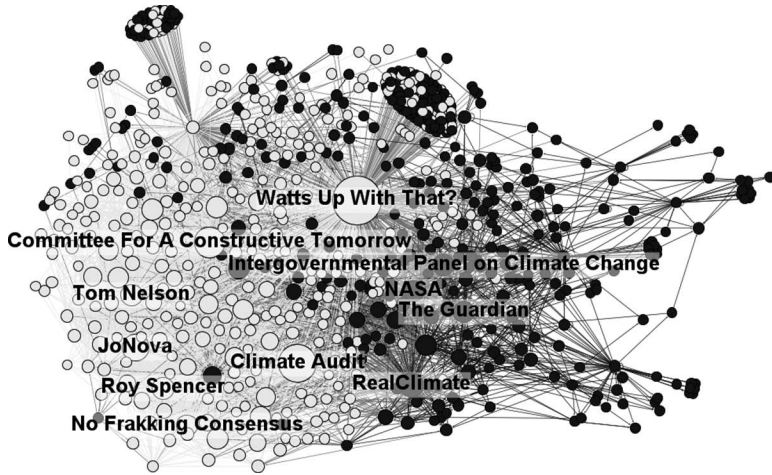 Watts Up With That?
Committee For A Constructive Tomorrow
Intergovernmental Panel on Climate Change
NASA
Tom Nelson
The Guardian
JoNova
Climate Audit
Roy Spencer
RealClimate
No Frakking Consensus